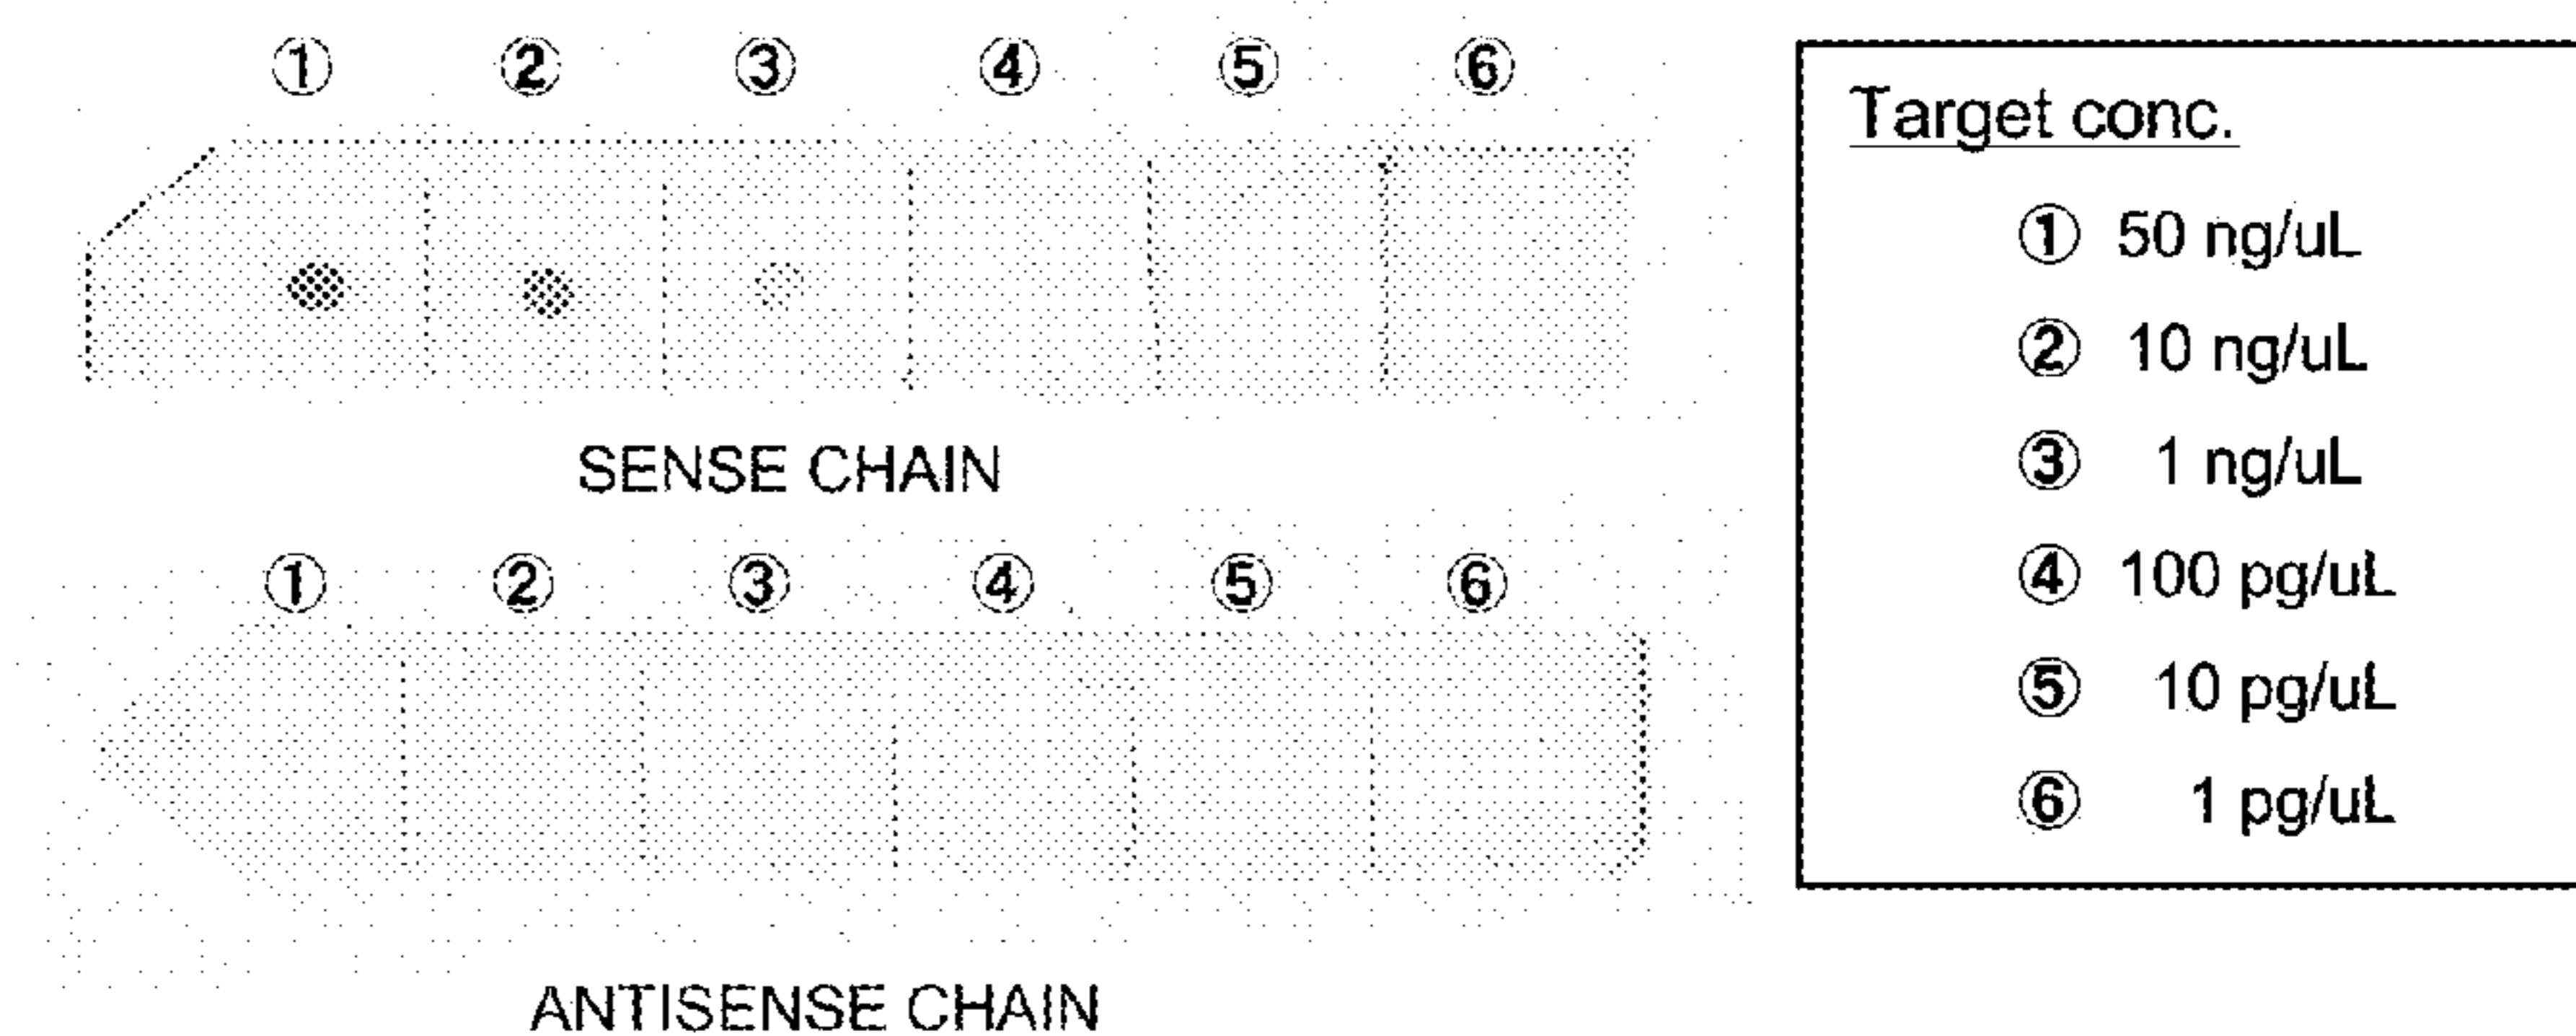 ① ② ③ ④ ⑤ ⑥
SENSE CHAIN
① ② ③ ④ ⑤ ⑥
ANTISENSE CHAIN
Target conc.
① 50 ng/uL
② 10 ng/uL
③ 1 ng/uL
④ 100 pg/uL
⑤ 10 pg/uL
⑥ 1 pg/uL